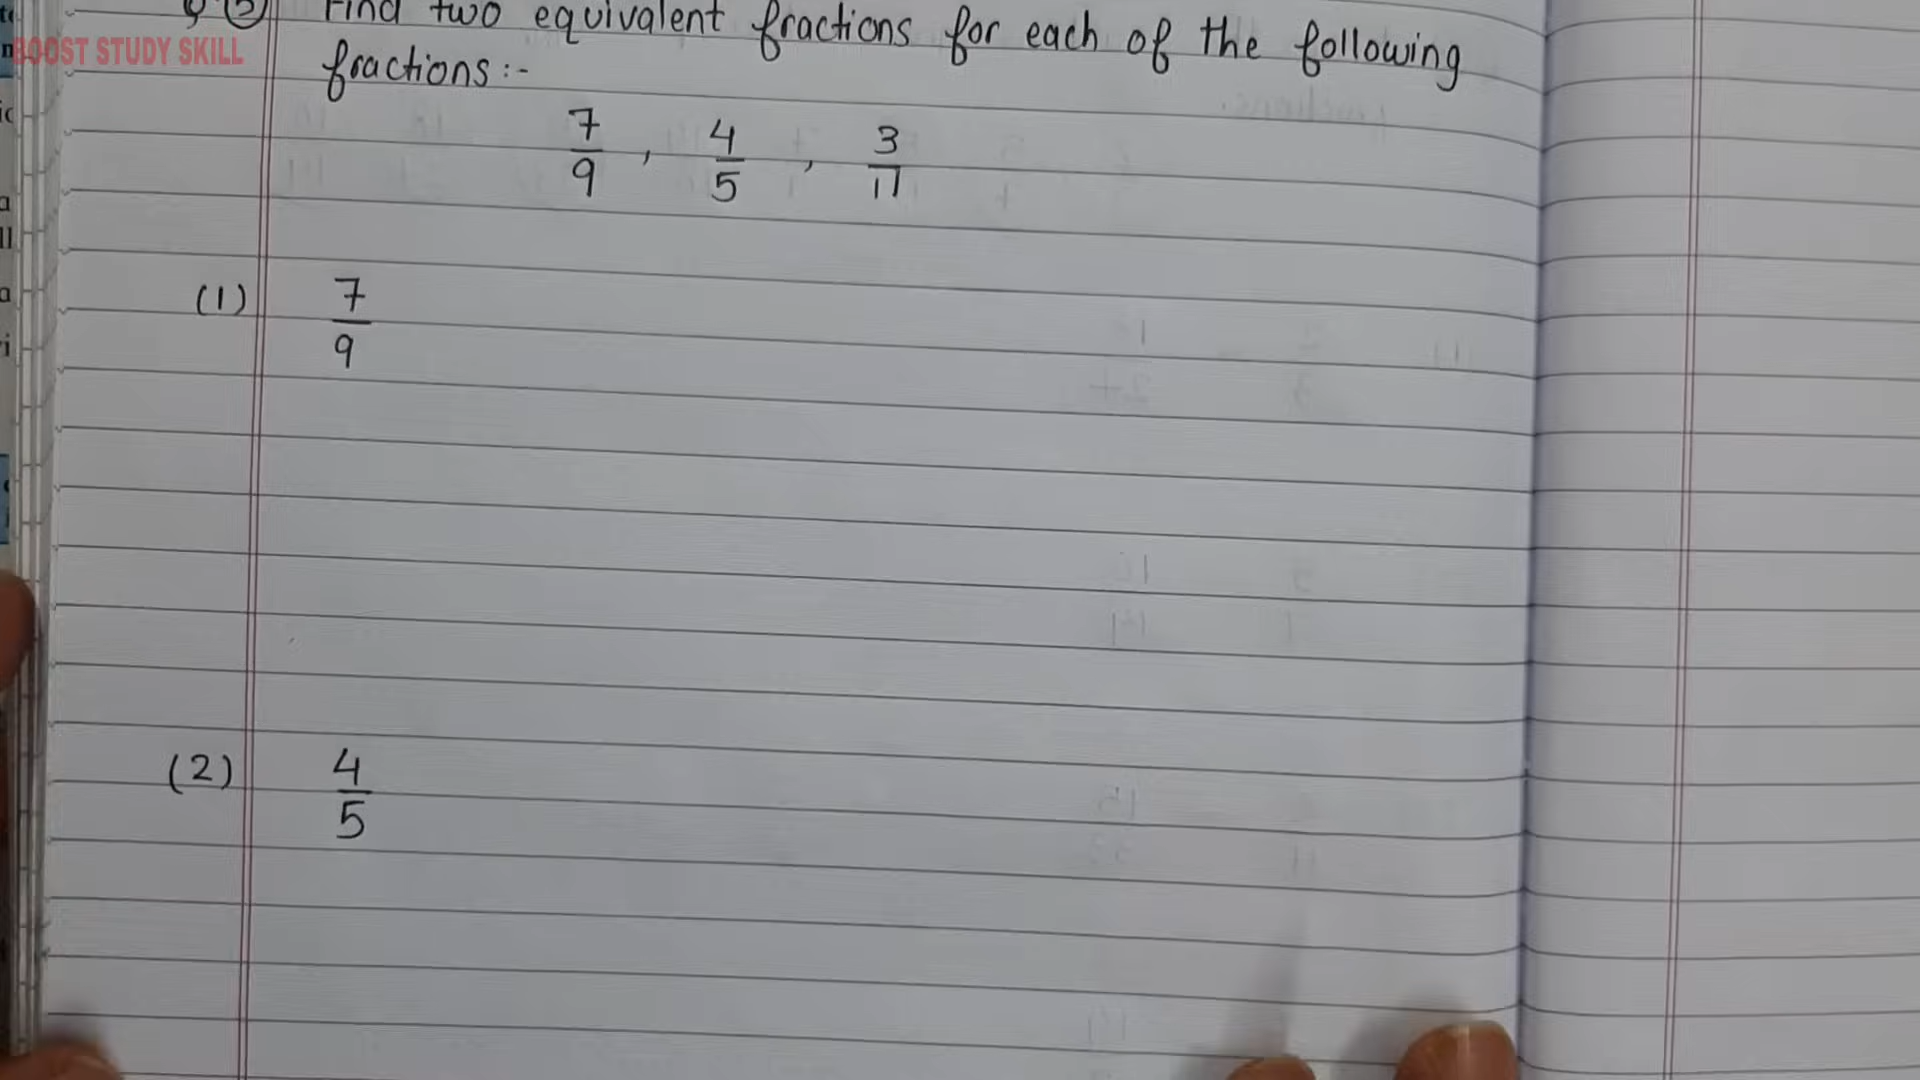 Find two equivalent fractions for each of the following
BOOST STUDY SKILL
fractions :-
7/9 , 4/5 , 3/11
(1) 7/9
(2) 4/5